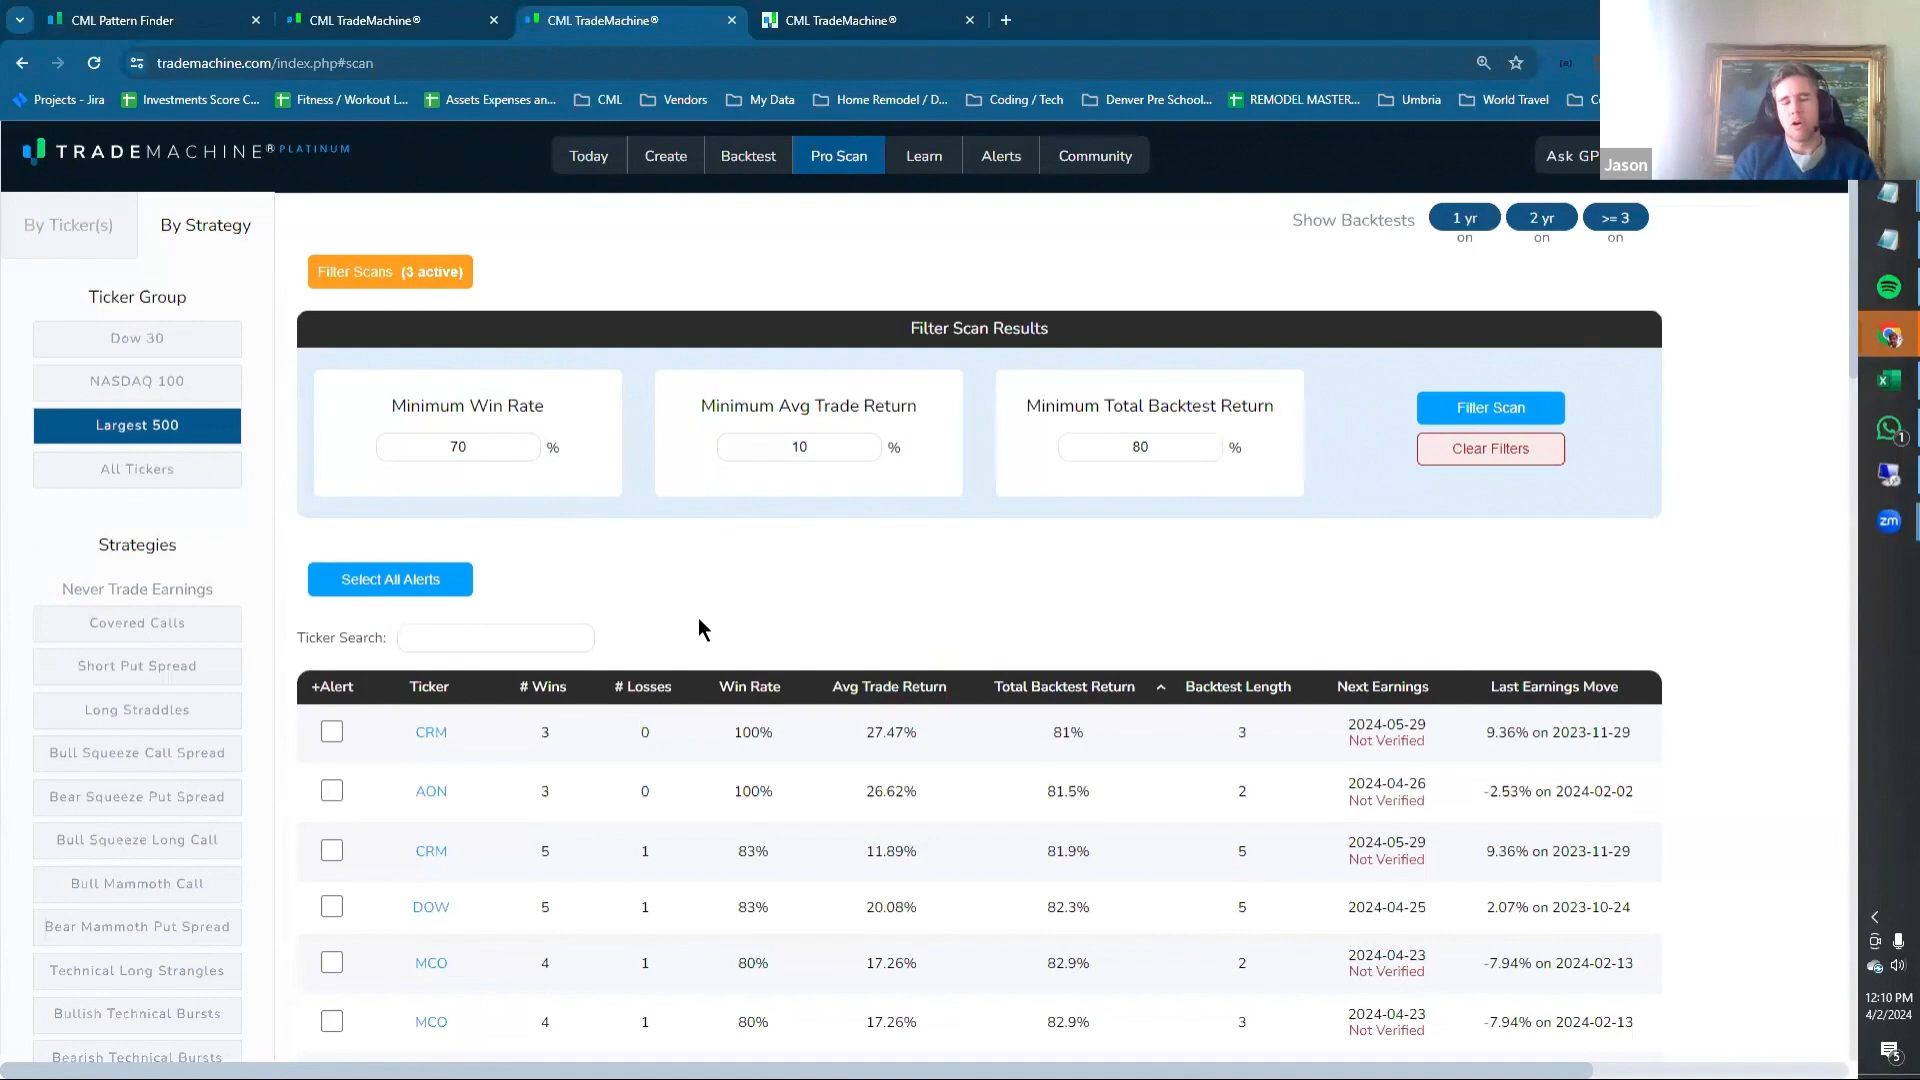 CML Pattern Finder
CML TradeMachine®
CML TradeMachine®
CML TradeMachine®
trademachine.com/index.php#scan
Projects - Jira
Investments Score C...
Fitness / Workout L...
Assets Expenses an...
CML
Vendors
My Data
Home Remodel / D...
Coding / Tech
Denver Pre School...
REMODEL MASTER...
Umbria
World Travel
TRADEMACHINE® PLATINUM
Today
Create
Backtest
Pro Scan
Learn
Alerts
Community
Ask GP
Jason
By Ticker(s)
By Strategy
Show Backtests
1 yr
2 yr
>= 3
on
on
on
Filter Scans (3 active)
Ticker Group
Dow 30
NASDAQ 100
Largest 500
All Tickers
Filter Scan Results
Minimum Win Rate
70 %
Minimum Avg Trade Return
10 %
Minimum Total Backtest Return
80 %
Filter Scan
Clear Filters
Strategies
Never Trade Earnings
Covered Calls
Short Put Spread
Long Straddles
Bull Squeeze Call Spread
Bear Squeeze Put Spread
Bull Squeeze Long Call
Bull Mammoth Call
Bear Mammoth Put Spread
Technical Long Strangles
Bullish Technical Bursts
Bearish Technical Bursts
Select All Alerts
Ticker Search:
+Alert Ticker # Wins # Losses Win Rate Avg Trade Return Total Backtest Return Backtest Length Next Earnings Last Earnings Move
CRM 3 0 100% 27.47% 81% 3 2024-05-29 9.36% on 2023-11-29
Not Verified
AON 3 0 100% 26.62% 81.5% 2 2024-04-26 -2.53% on 2024-02-02
Not Verified
CRM 5 1 83% 11.89% 81.9% 5 2024-05-29 9.36% on 2023-11-29
Not Verified
DOW 5 1 83% 20.08% 82.3% 5 2024-04-25 2.07% on 2023-10-24
MCO 4 1 80% 17.26% 82.9% 2 2024-04-23 -7.94% on 2024-02-13
Not Verified
MCO 4 1 80% 17.26% 82.9% 3 2024-04-23 -7.94% on 2024-02-13
Not Verified
1
zm
12:10 PM
4/2/2024
5